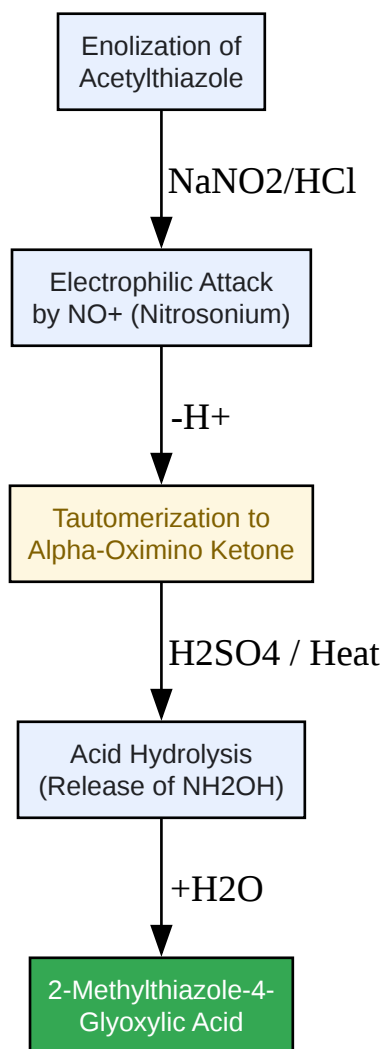 Enolization of
Acetylthiazole
NaNO2/HCl
Electrophilic Attack
by NO+ (Nitrosonium)
-H+
Tautomerization to
Alpha-Oximino Ketone
H2SO4 / Heat
Acid Hydrolysis
(Release of NH2OH)
+H2O
2-Methylthiazole-4-
Glyoxylic Acid